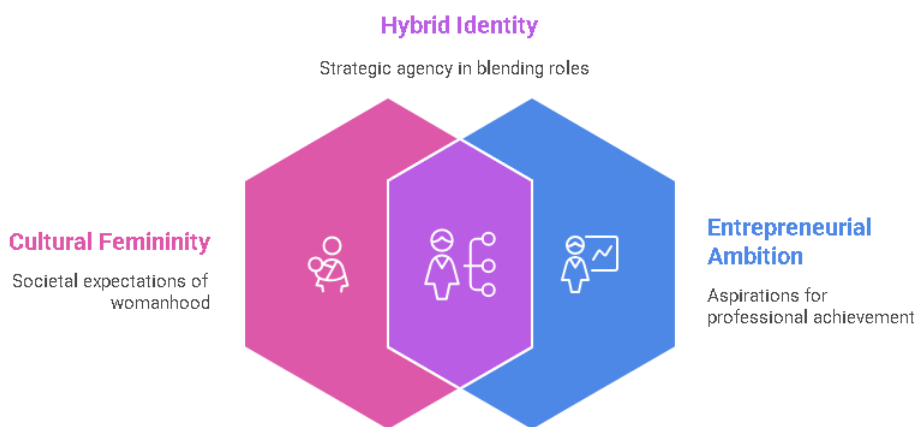 Hybrid Identity
Strategic agency in blending roles
Cultural Femininity
Societal expectations of
womanhood
Entrepreneurial
Ambition
Aspirations for
professional achievement